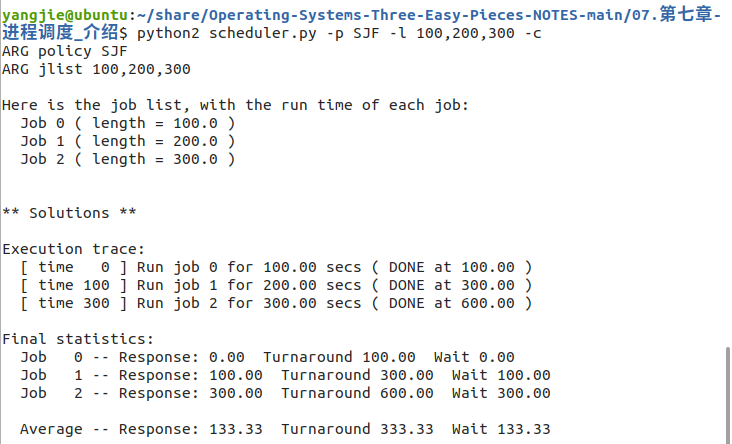 yangjie@ubuntu:~/share/Operating-Systems-Three-Easy-Pieces-NOTES-main/07.第七章-
进程调度_介绍$ python2 scheduler.py -p SJF -l 100,200,300 -c
ARG policy SJF
ARG jlist 100,200,300

Here is the job list, with the run time of each job:
  Job 0 ( length = 100.0 )
  Job 1 ( length = 200.0 )
  Job 2 ( length = 300.0 )


** Solutions **

Execution trace:
  [ time   0 ] Run job 0 for 100.00 secs ( DONE at 100.00 )
  [ time 100 ] Run job 1 for 200.00 secs ( DONE at 300.00 )
  [ time 300 ] Run job 2 for 300.00 secs ( DONE at 600.00 )

Final statistics:
  Job   0 -- Response: 0.00  Turnaround 100.00  Wait 0.00
  Job   1 -- Response: 100.00  Turnaround 300.00  Wait 100.00
  Job   2 -- Response: 300.00  Turnaround 600.00  Wait 300.00

  Average -- Response: 133.33  Turnaround 333.33  Wait 133.33